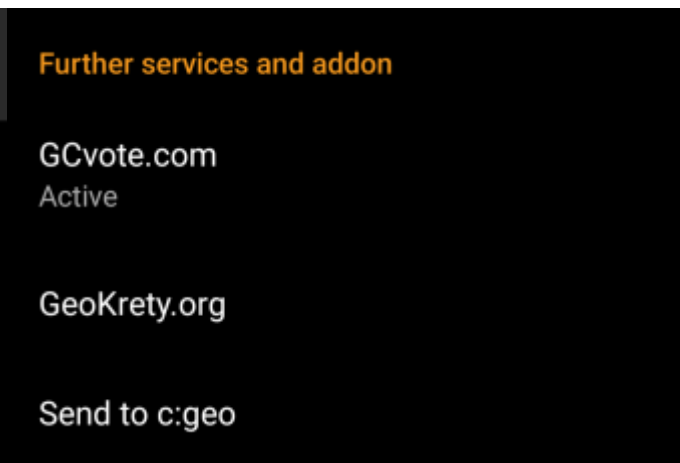 Further services and addon
GCvote.com
Active
GeoKrety.org
Send to c:geo